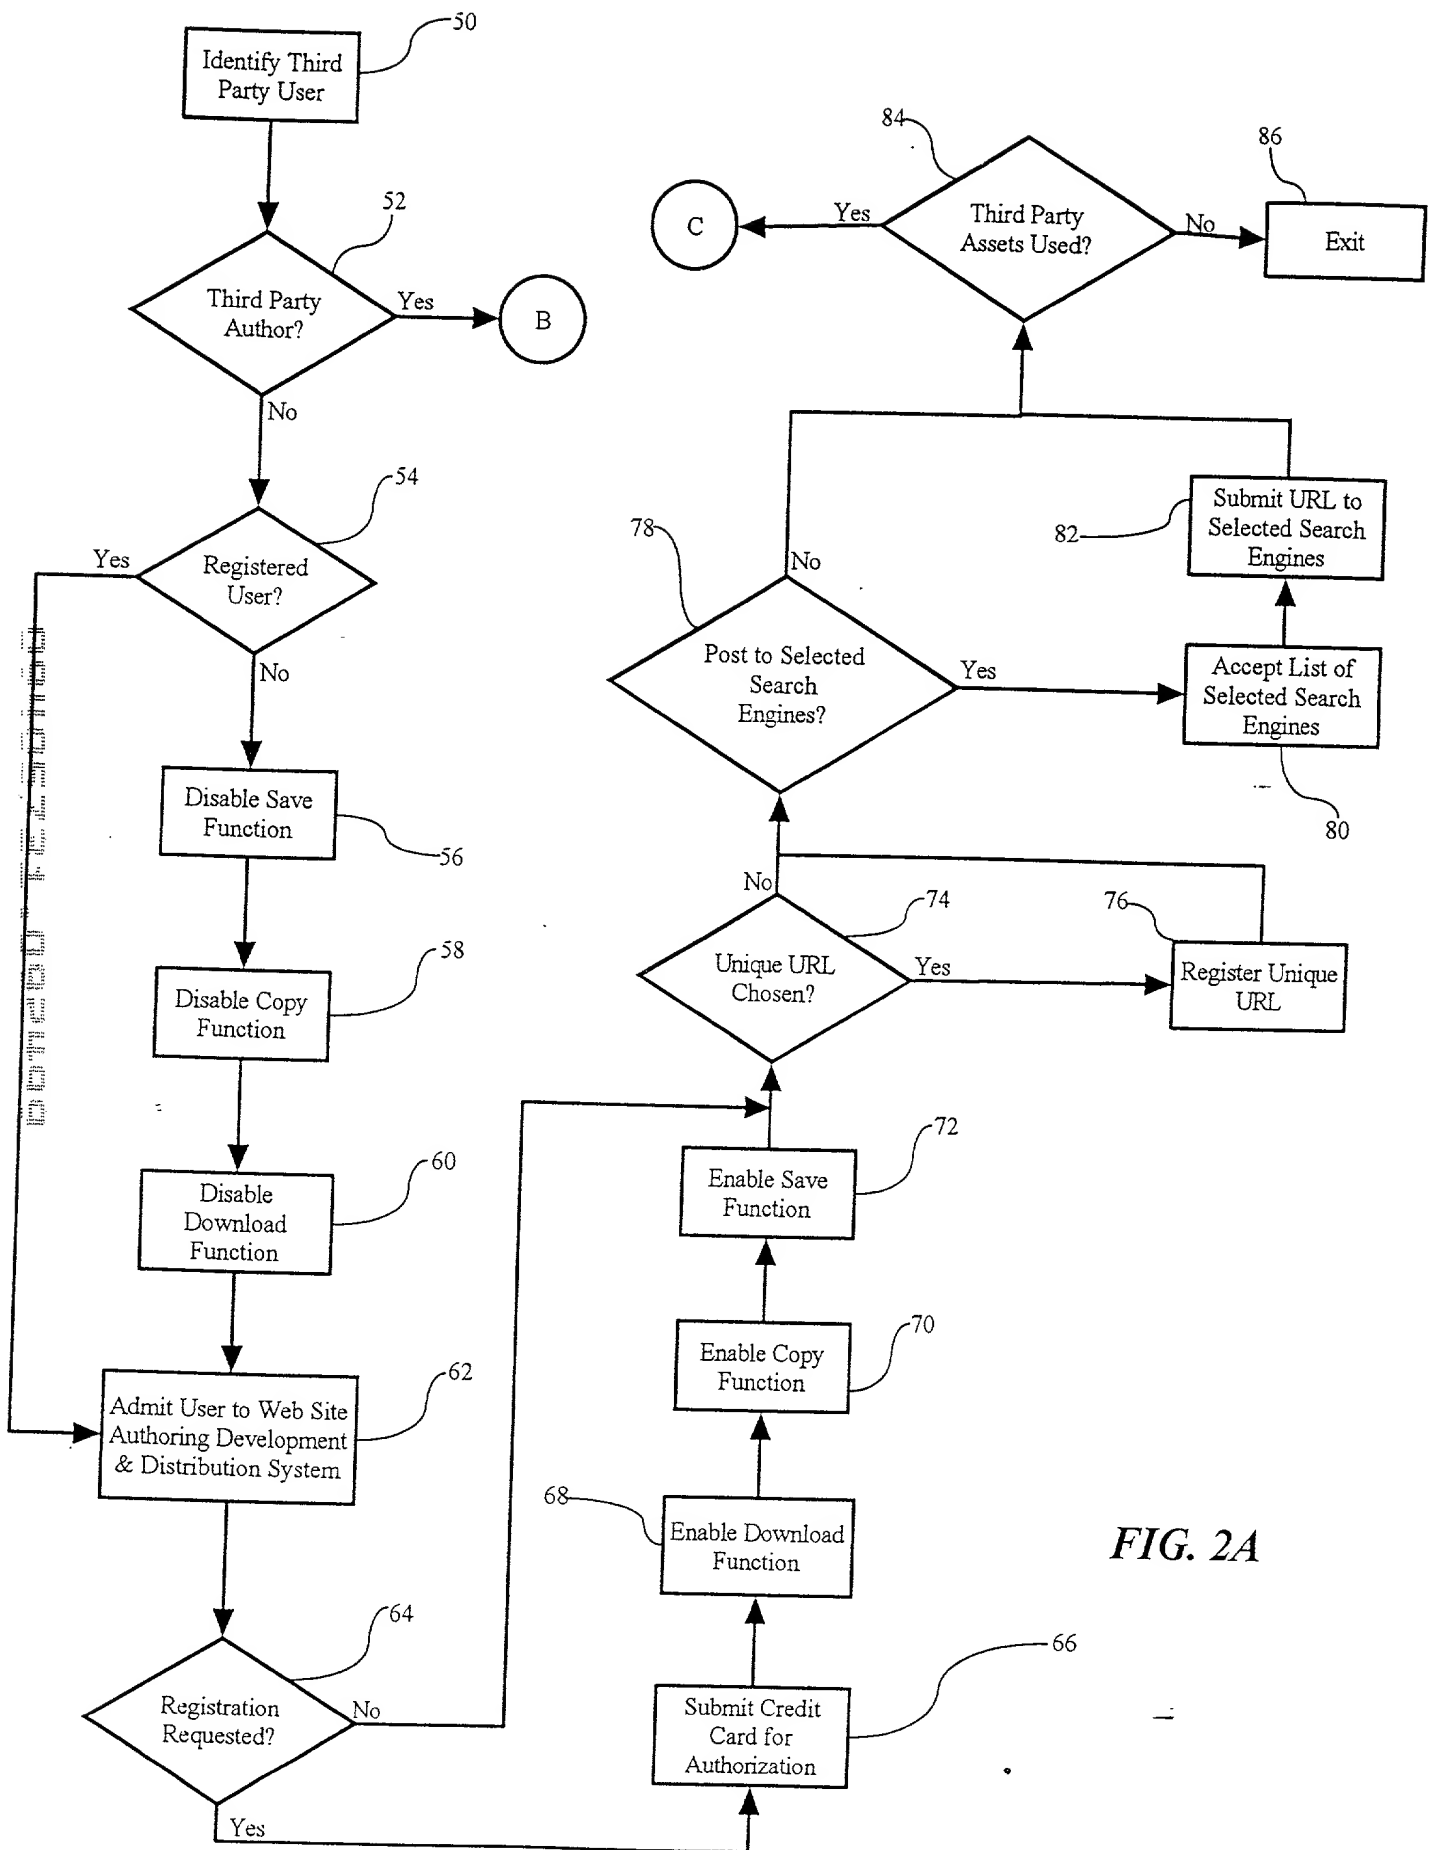 50
Identify Third
Party User
52
Third Party
Author?
Yes
B
No
54
Registered
User?
Yes
No
Disable Save
Function
56
58
Disable Copy
Function
60
Disable
Download
Function
62
Admit User to Web Site
Authoring Development
& Distribution System
64
Registration
Requested?
No
Yes
66
Submit Credit
Card for
Authorization
68
Enable Download
Function
70
Enable Copy
Function
72
Enable Save
Function
74
Unique URL
Chosen?
Yes
No
76
Register Unique
URL
78
Post to Selected
Search
Engines?
Yes
No
Accept List of
Selected Search
Engines
80
Submit URL to
Selected Search
Engines
82
84
Third Party
Assets Used?
Yes
C
No
86
Exit
FIG. 2A